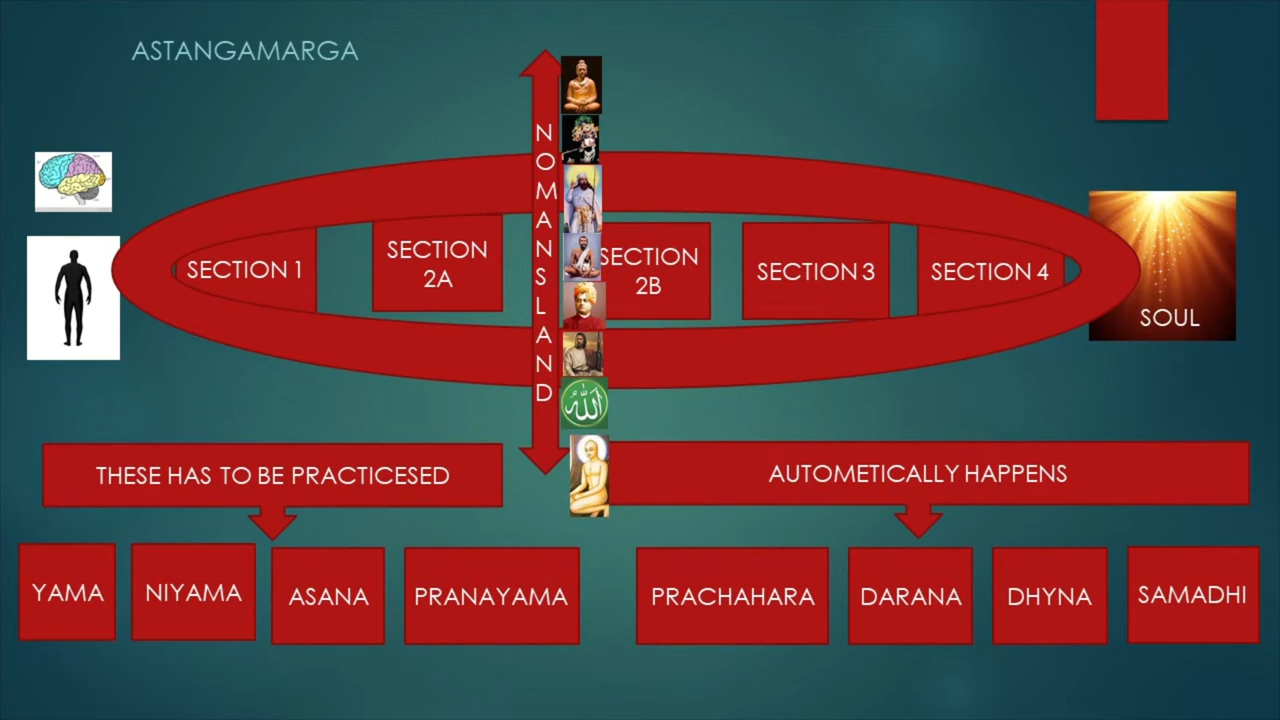 ASTANGAMARGA
NOMANSLAND
SECTION 1
SECTION
2A
SECTION
2B
SECTION 3
SECTION 4
SOUL
الله
THESE HAS TO BE PRACTICESED
AUTOMETICALLY HAPPENS
YAMA
NIYAMA
ASANA
PRANAYAMA
PRACHAHARA
DARANA
DHYNA
SAMADHI